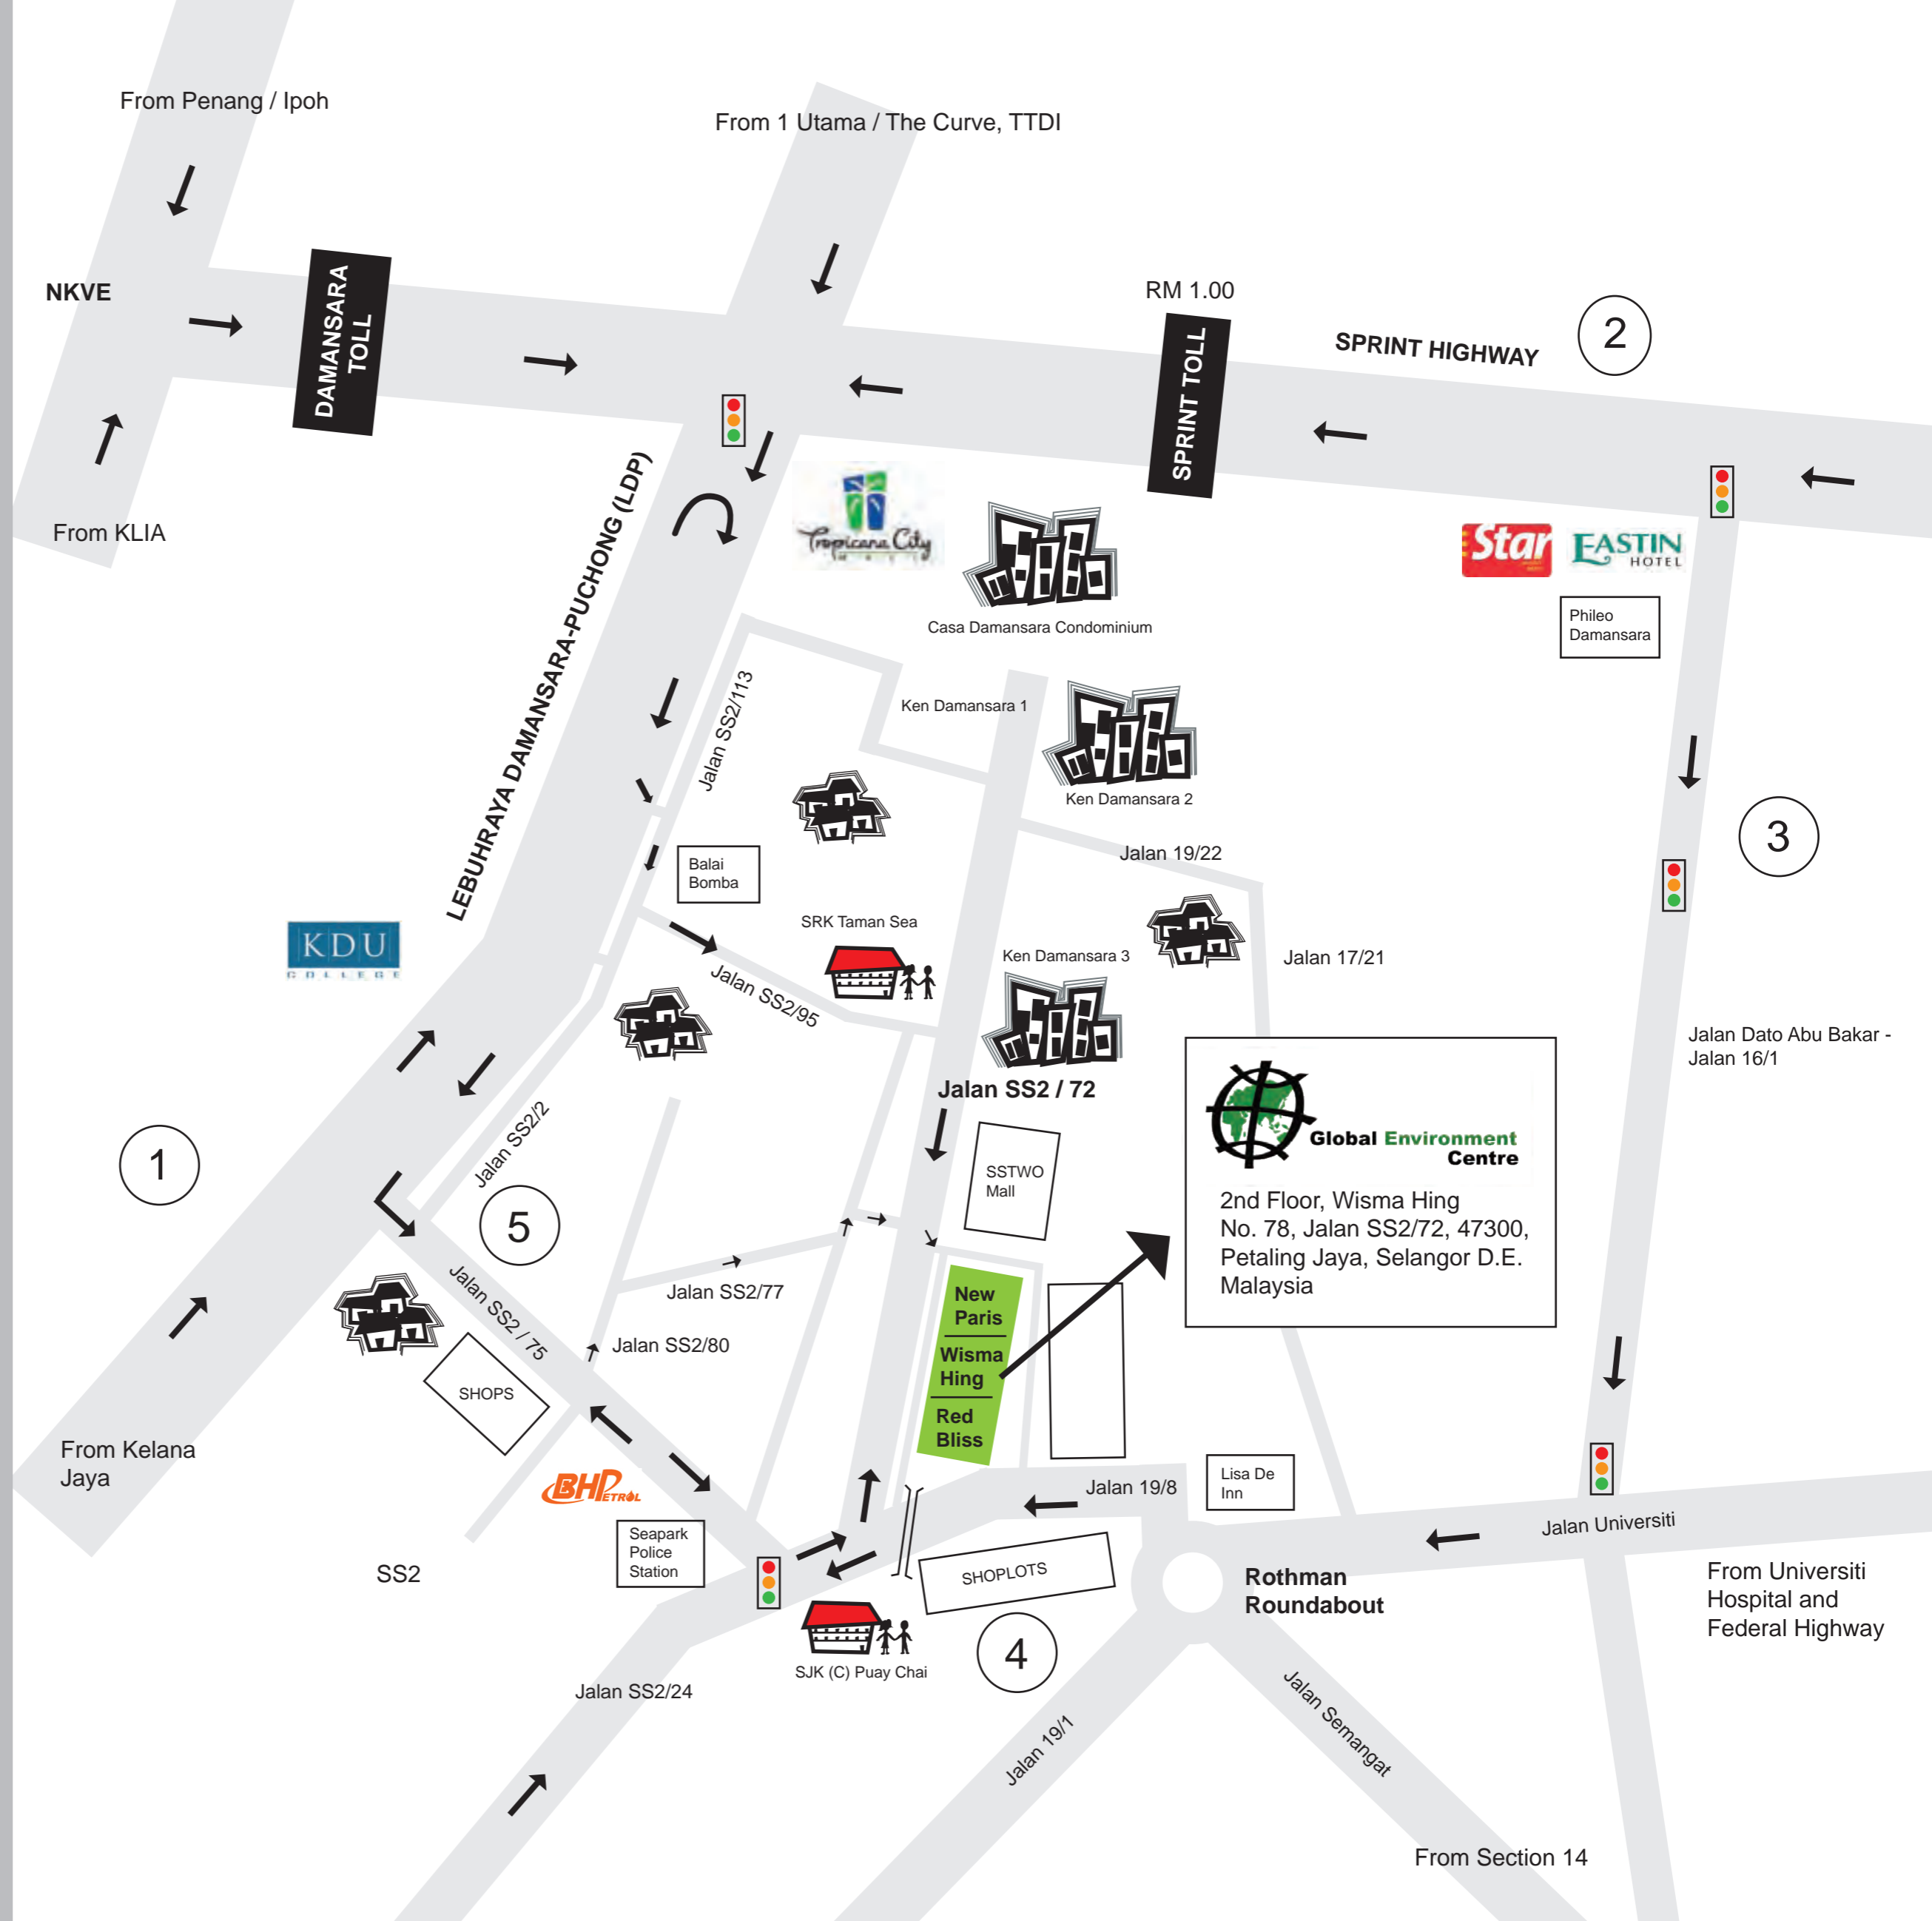 From Penang / Ipoh
From 1 Utama / The Curve, TTDI
NKVE
DAMANSARA
TOLL
RM 1.00
SPRINT TOLL
SPRINT HIGHWAY
2
From KLIA
LEBUHRAYA DAMANSARA-PUCHONG (LDP)
Tropicana City
Star
EASTIN
HOTEL
Casa Damansara Condominium
Phileo
Damansara
Jalan SS2/113
Ken Damansara 1
Ken Damansara 2
3
Jalan 19/22
Balai
Bomba
SRK Taman Sea
KDU
COLLEGE
Ken Damansara 3
Jalan 17/21
Jalan SS2/95
Jalan Dato Abu Bakar -
Jalan 16/1
Jalan SS2 / 72
Jalan SS2/2
1
5
SSTWO
Mall
Global Environment
Centre
2nd Floor, Wisma Hing
No. 78, Jalan SS2/72, 47300,
Petaling Jaya, Selangor D.E.
Malaysia
Jalan SS2/77
Jalan SS2 / 75
Jalan SS2/80
New
Paris
Wisma
Hing
Red
Bliss
SHOPS
From Kelana
Jaya
BHPETROL
Jalan 19/8
Lisa De
Inn
Seapark
Police
Station
Jalan Universiti
SS2
SHOPLOTS
Rothman
Roundabout
From Universiti
Hospital and
Federal Highway
4
SJK (C) Puay Chai
Jalan SS2/24
Jalan 19/1
Jalan Semangat
From Section 14